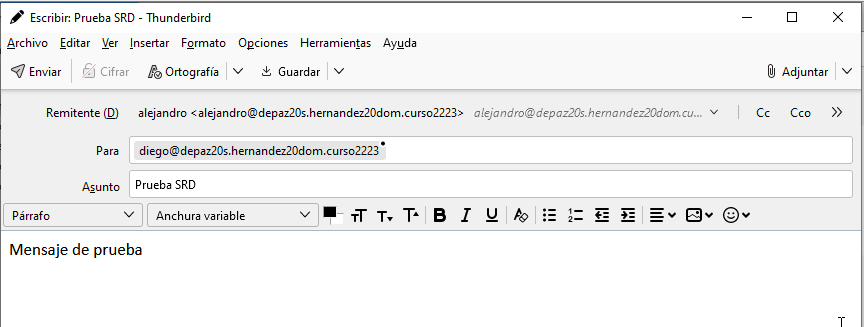 Escribir: Prueba SRD - Thunderbird
Archivo Editar Ver Insertar Formato Opciones Herramientas Ayuda
Enviar Cifrar Ortografía Guardar Adjuntar
Remitente (D) alejandro <alejandro@depaz20s.hernandez20dom.curso2223> alejandro@depaz20s.hernandez20dom.cu... Cc Cco
Para diego@depaz20s.hernandez20dom.curso2223
Asunto Prueba SRD
Párrafo Anchura variable B I U
Mensaje de prueba